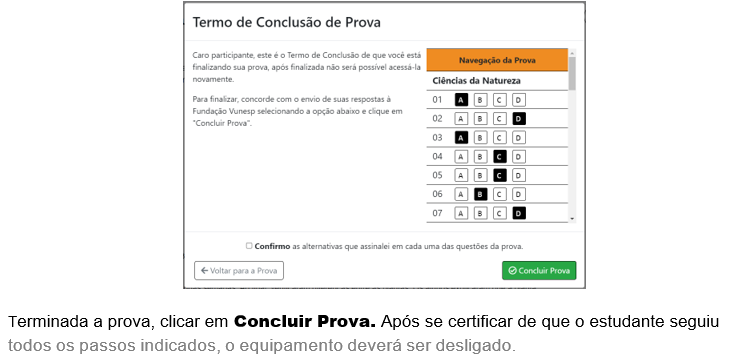 Termo de Conclusão de Prova
Caro participante, este é o Termo de Conclusão de que você está
finalizando sua prova, após finalizada não será possível acessá-la
novamente.
Para finalizar, concorde com o envio de suas respostas à
Fundação Vunesp selecionando a opção abaixo e clique em
"Concluir Prova".
Navegação da Prova
Ciências da Natureza
01 A B C D
02 A B C D
03 A B C D
04 A B C D
05 A B C D
06 A B C D
07 A B C D
Confirmo as alternativas que assinalei em cada uma das questões da prova.
Voltar para a Prova
Concluir Prova
Terminada a prova, clicar em Concluir Prova. Após se certificar de que o estudante seguiu
todos os passos indicados, o equipamento deverá ser desligado.